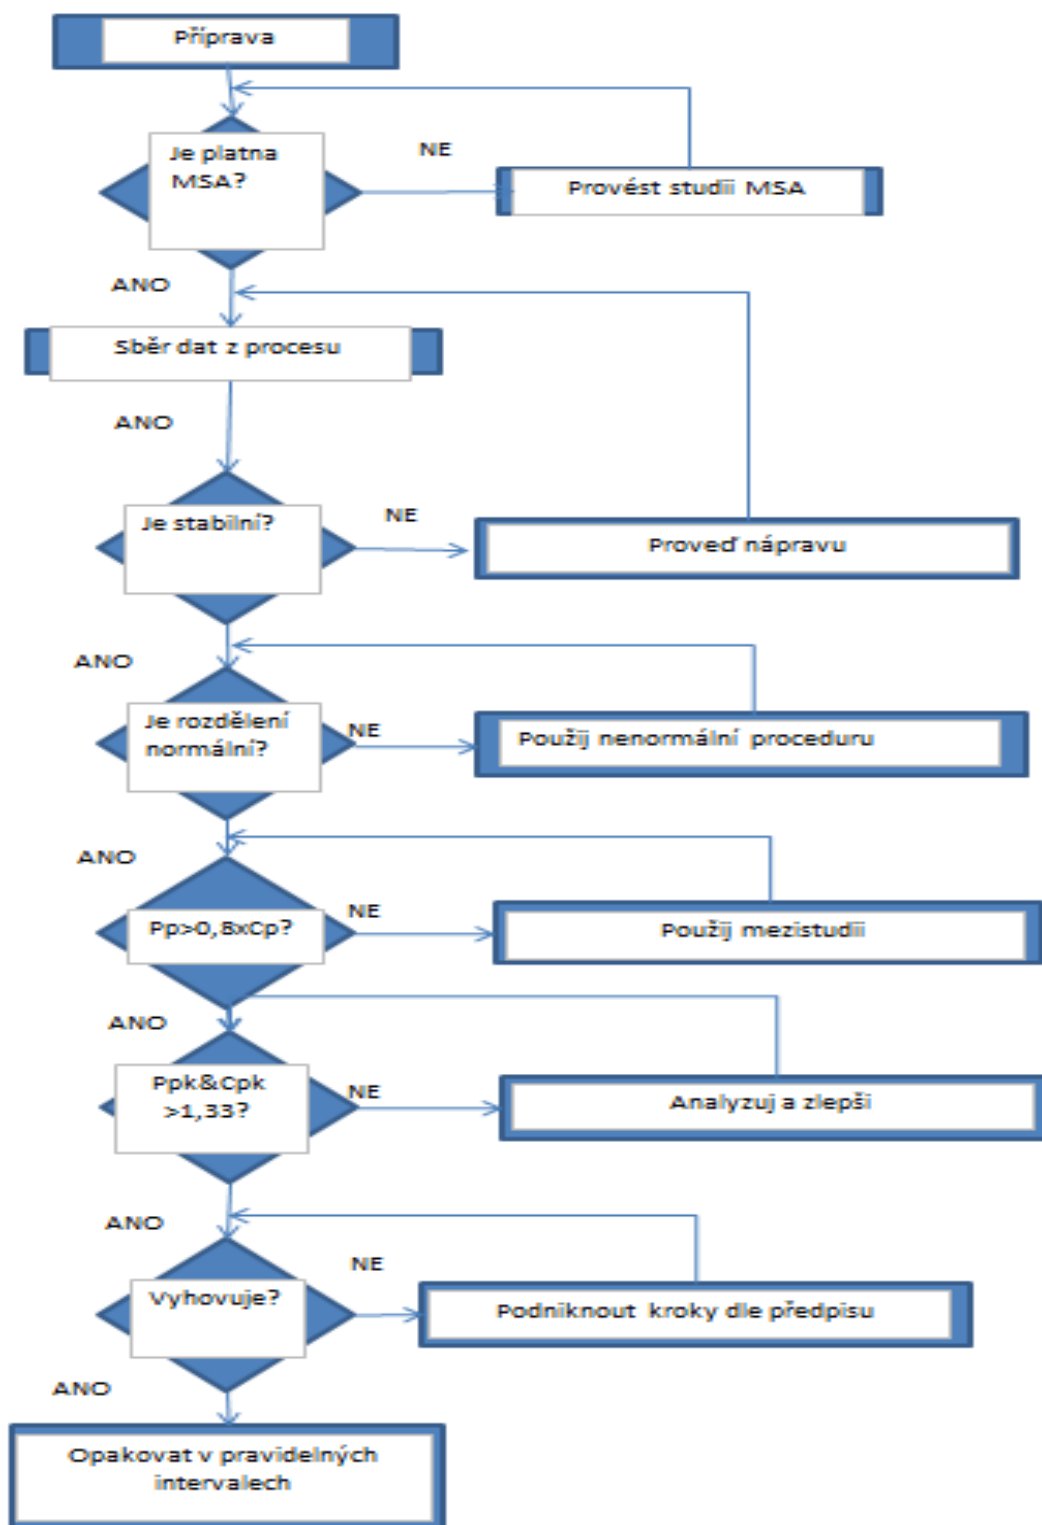 Příprava
Je platna
MSA?
NE
Provést studii MSA
ANO
Sběr dat z procesu
ANO
Je stabilní?
NE
Proveď nápravu
ANO
Je rozdělení
normální?
NE
Použij nenormální proceduru
ANO
Pp>0,8xCp?
NE
Použij mezistudii
ANO
Ppk&Cpk
>1,33?
NE
Analyzuj a zlepši
ANO
Vyhovuje?
NE
Podniknout kroky dle předpisu
ANO
Opakovat v pravidelných
intervalech